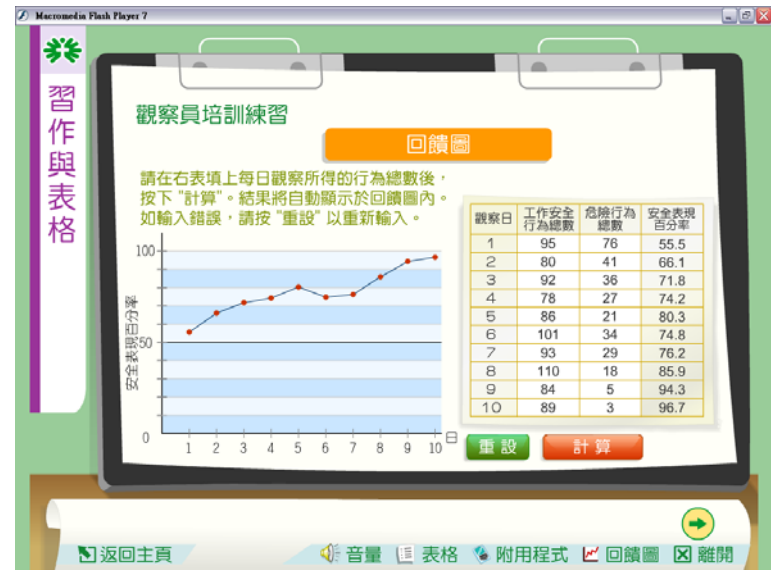 Macromedia Flash Player 7
習作與表格
觀察員培訓練習
回饋圖
請在右表填上每日觀察所得的行為總數後，
按下 "計算"。結果將自動顯示於回饋圖內。
如輸入錯誤，請按 "重設" 以重新輸入。
安全表現百分率
100
50
0
1 2 3 4 5 6 7 8 9 10 日
觀察日 工作安全行為總數 危險行為總數 安全表現百分率
1 95 76 55.5
2 80 41 66.1
3 92 36 71.8
4 78 27 74.2
5 86 21 80.3
6 101 34 74.8
7 93 29 76.2
8 110 18 85.9
9 84 5 94.3
10 89 3 96.7
重設 計算
返回主頁 音量 表格 附用程式 回饋圖 離開